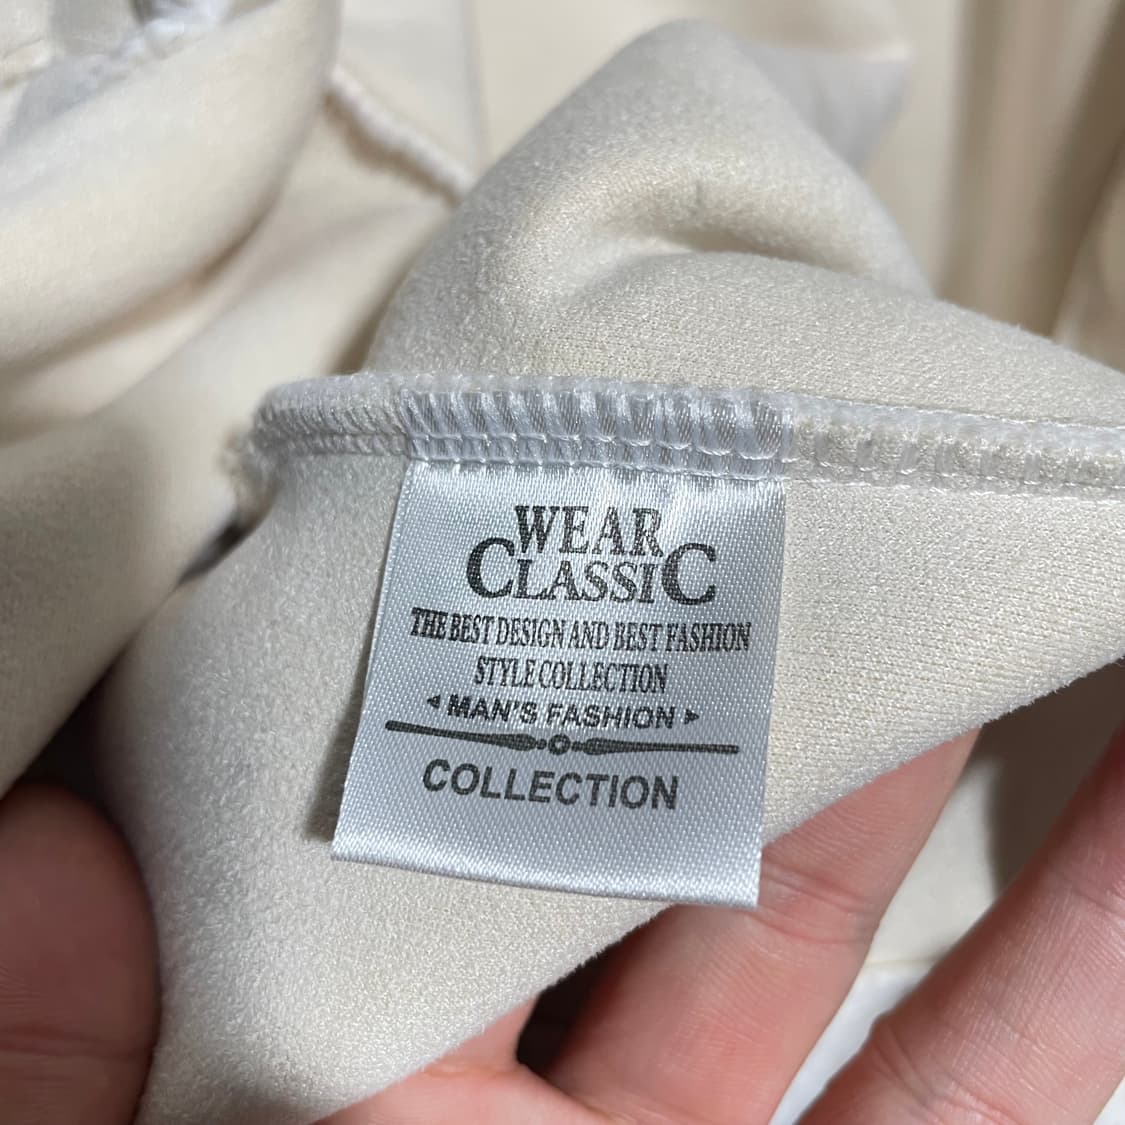 WEAR
CLASSIC
THE BEST DESIGN AND BEST FASHION
STYLE COLLECTION
MAN'S FASHION
COLLECTION